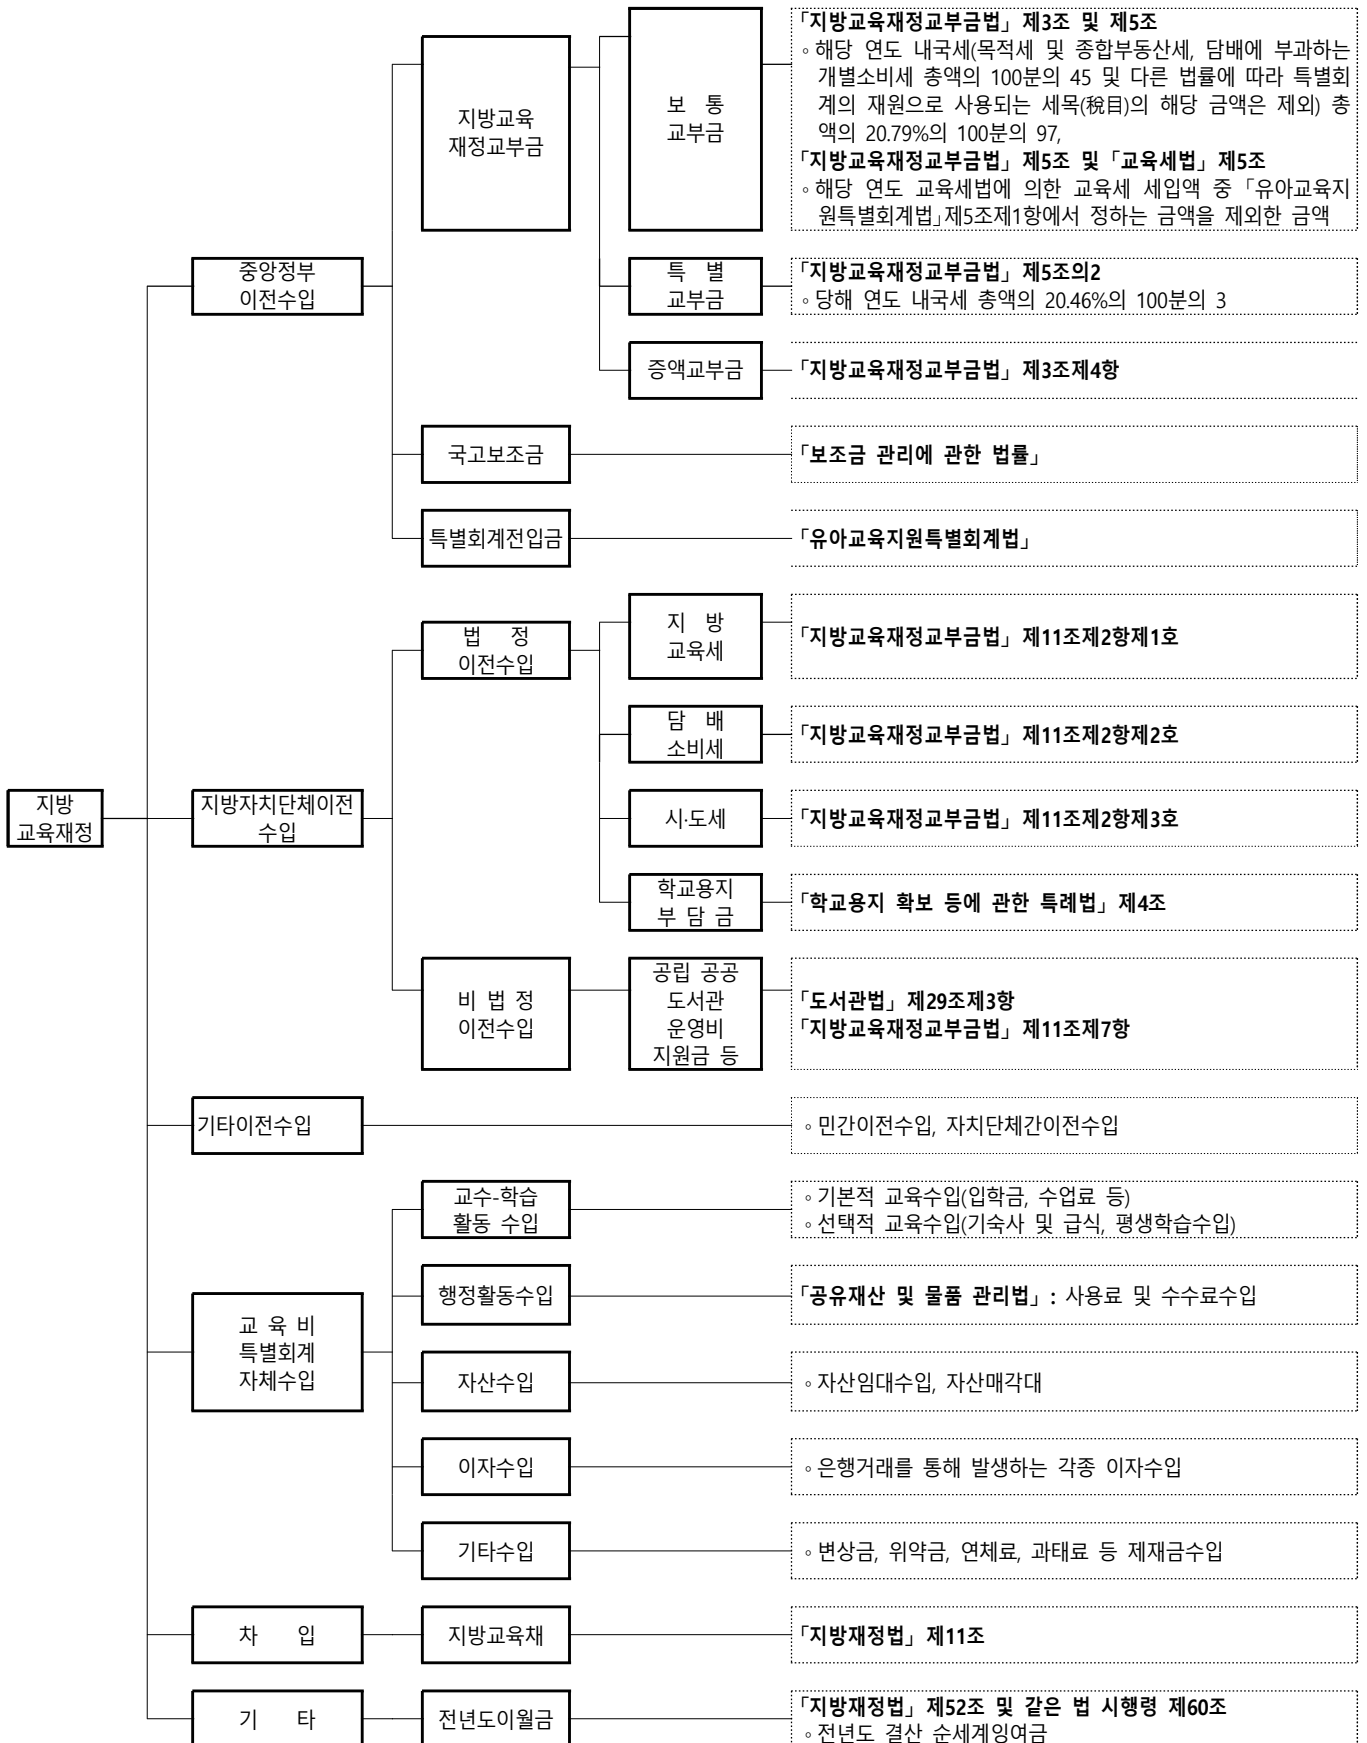 지방
교육재정
중앙정부
이전수입
지방교육
재정교부금
보 통
교부금
「지방교육재정교부금법」 제3조 및 제5조
◦해당 연도 내국세(목적세 및 종합부동산세, 담배에 부과하는
개별소비세 총액의 100분의 45 및 다른 법률에 따라 특별회
계의 재원으로 사용되는 세목(稅目)의 해당 금액은 제외) 총
액의 20.79%의 100분의 97,
「지방교육재정교부금법」 제5조 및「교육세법」제5조
◦해당 연도 교육세법에 의한 교육세 세입액 중「유아교육지
원특별회계법」제5조제1항에서 정하는 금액을 제외한 금액
특 별
교부금
「지방교육재정교부금법」 제5조의2
◦당해 연도 내국세 총액의 20.46%의 100분의 3
증액교부금
「지방교육재정교부금법」 제3조제4항
국고보조금
「보조금 관리에 관한 법률」
특별회계전입금
「유아교육지원특별회계법」
지방자치단체이전
수입
법 정
이전수입
지 방
교육세
「지방교육재정교부금법」 제11조제2항제1호
담 배
소비세
「지방교육재정교부금법」 제11조제2항제2호
시·도세
「지방교육재정교부금법」 제11조제2항제3호
학교용지
부 담 금
「학교용지 확보 등에 관한 특례법」 제4조
비 법 정
이전수입
공립 공공
도서관
운영비
지원금 등
「도서관법」 제29조제3항
「지방교육재정교부금법」 제11조제7항
기타이전수입
◦민간이전수입, 자치단체간이전수입
교 육 비
특별회계
자체수입
교수-학습
활동 수입
◦기본적 교육수입(입학금, 수업료 등)
◦선택적 교육수입(기숙사 및 급식, 평생학습수입)
행정활동수입
「공유재산 및 물품 관리법」 : 사용료 및 수수료수입
자산수입
◦자산임대수입, 자산매각대
이자수입
◦은행거래를 통해 발생하는 각종 이자수입
기타수입
◦변상금, 위약금, 연체료, 과태료 등 제재금수입
차 입
지방교육채
「지방재정법」 제11조
기 타
전년도이월금
「지방재정법」 제52조 및 같은 법 시행령 제60조
◦전년도 결산 순세계잉여금